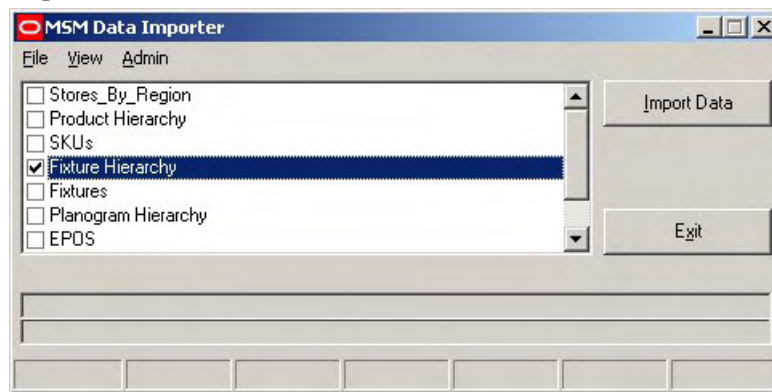 MSM Data Importer
File View Admin
Stores_By_Region
Product Hierarchy
SKUs
Fixture Hierarchy
Fixtures
Planogram Hierarchy
EPOS
Import Data
Exit